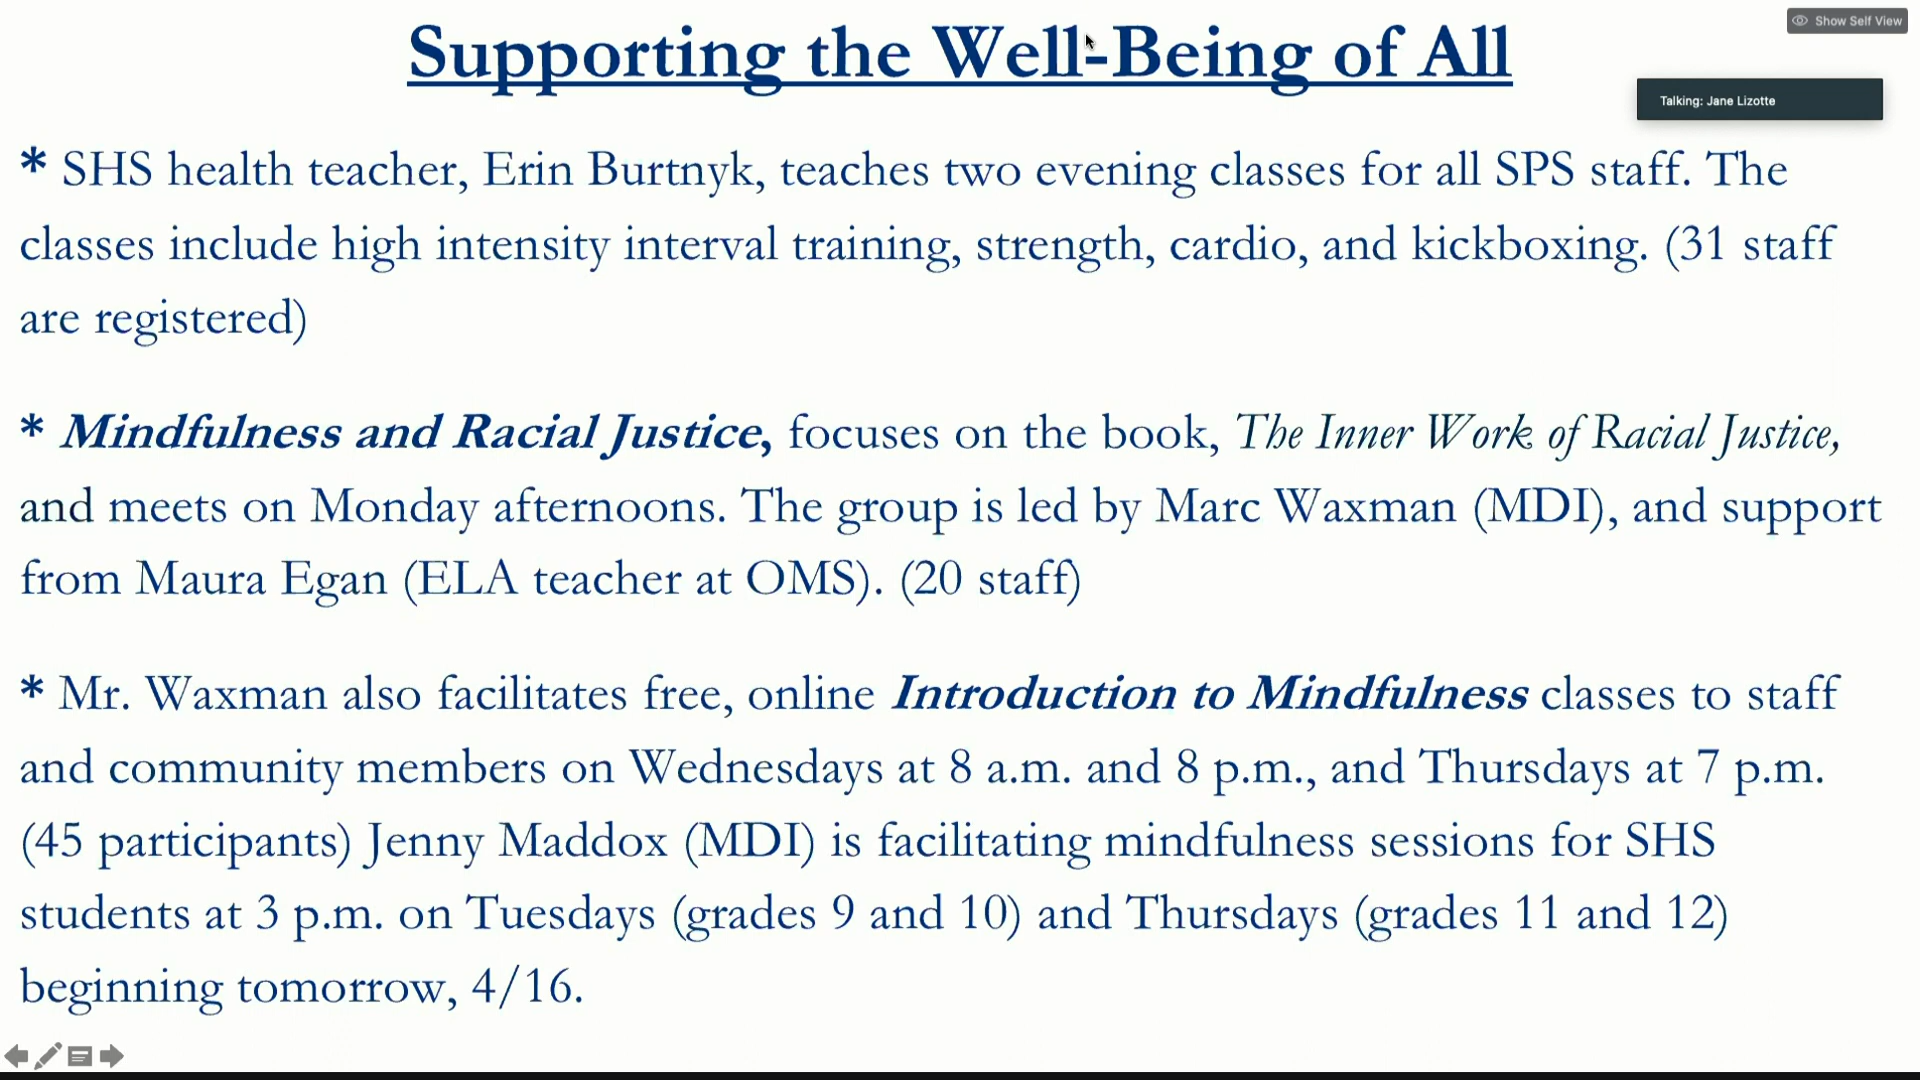 Supporting the Well-Being of All
Show Self View
Talking: Jane Lizotte
* SHS health teacher, Erin Burtnyk, teaches two evening classes for all SPS staff. The
classes include high intensity interval training, strength, cardio, and kickboxing. (31 staff
are registered)
* Mindfulness and Racial Justice, focuses on the book, The Inner Work of Racial Justice,
and meets on Monday afternoons. The group is led by Marc Waxman (MDI), and support
from Maura Egan (ELA teacher at OMS). (20 staff)
* Mr. Waxman also facilitates free, online Introduction to Mindfulness classes to staff
and community members on Wednesdays at 8 a.m. and 8 p.m., and Thursdays at 7 p.m.
(45 participants) Jenny Maddox (MDI) is facilitating mindfulness sessions for SHS
students at 3 p.m. on Tuesdays (grades 9 and 10) and Thursdays (grades 11 and 12)
beginning tomorrow, 4/16.